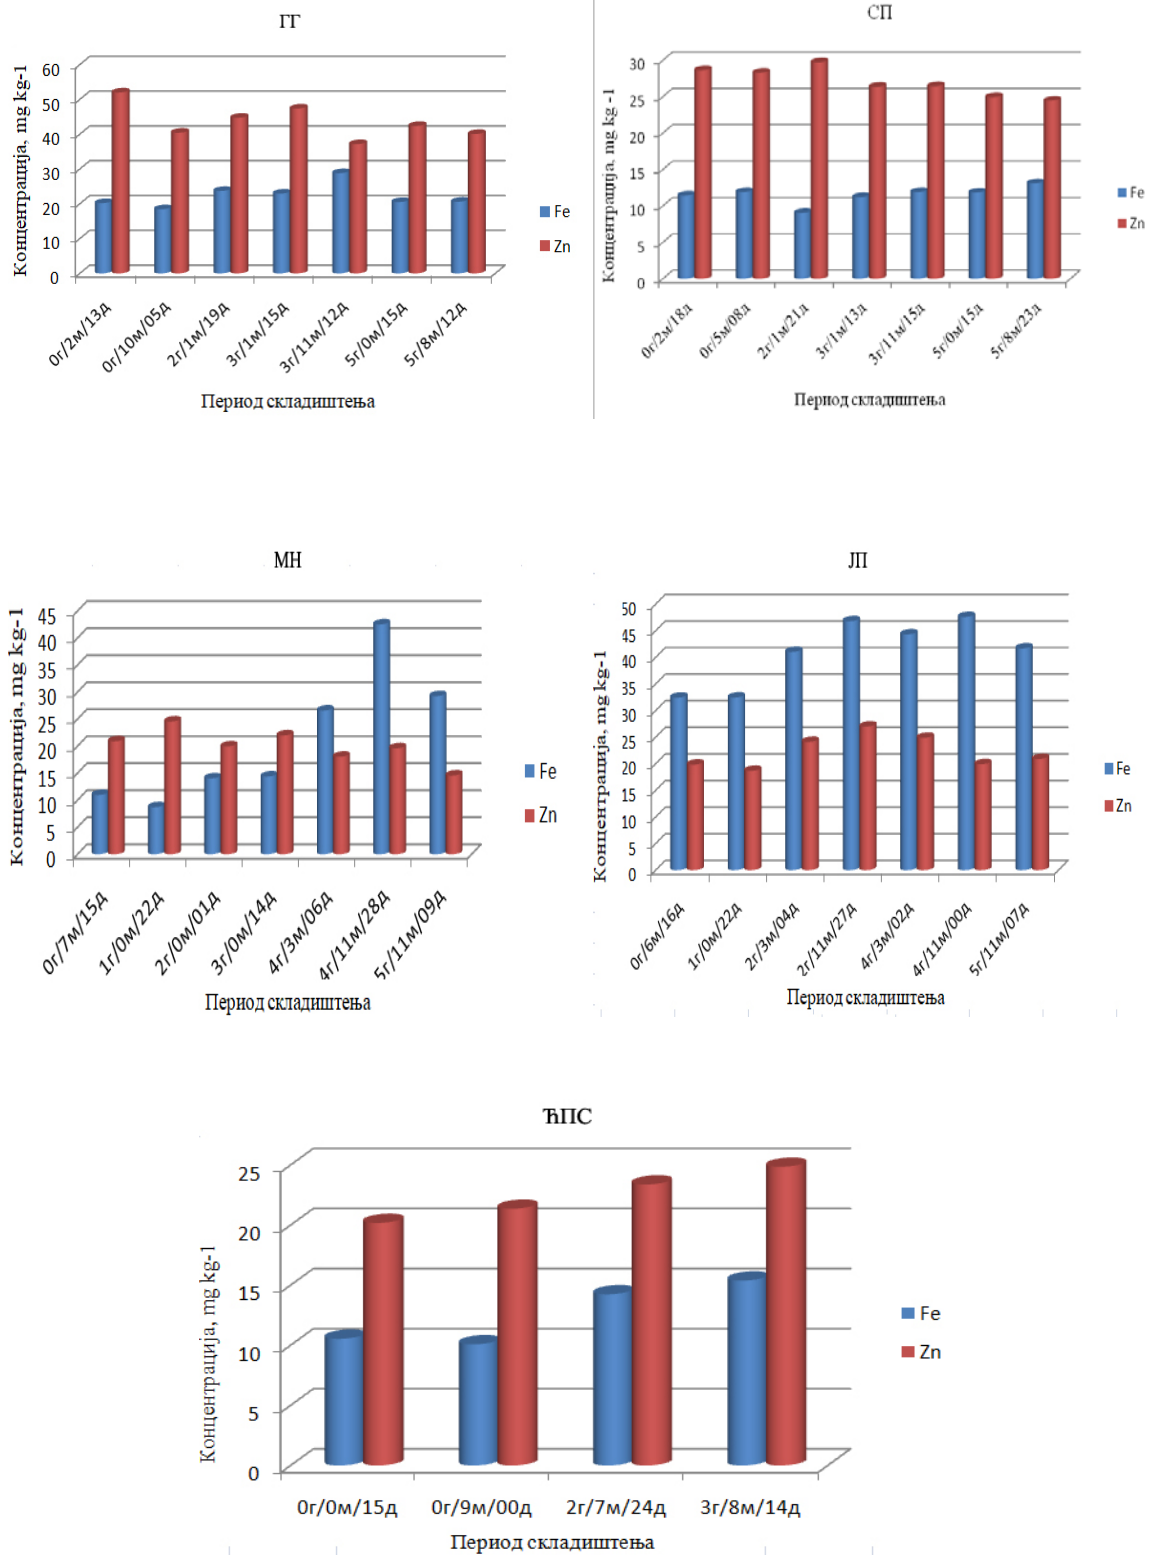 ГГ
Концентрација, mg kg-1
60
50
40
30
20
10
0
0г/2м/13д
0г/10м/05д
2г/1м/19д
3г/1м/15д
3г/11м/12д
5г/0м/15д
5г/8м/12д
Период складиштења
Fe
Zn
СП
Концентрација, mg kg -1
30
25
20
15
10
5
0
0г/2м/18д
0г/5м/08д
2г/1м/21д
3г/1м/13д
3г/11м/15д
5г/0м/15д
5г/8м/23д
Период складиштења
Fe
Zn
МН
Концентрација, mg kg-1
45
40
35
30
25
20
15
10
5
0
0г/7м/15д
1г/0м/22д
2г/0м/01д
3г/0м/14д
4г/3м/06д
4г/11м/28д
5г/11м/09д
Период складиштења
Fe
Zn
ЈП
Концентрација, mg kg-1
50
45
40
35
30
25
20
15
10
5
0
0г/6м/16д
1г/0м/22д
2г/3м/04д
2г/11м/27д
4г/3м/02д
4г/11м/00д
5г/11м/07д
Период складиштења
Fe
Zn
ЋПС
Концентрација, mg kg-1
25
20
15
10
5
0
0г/0м/15д
0г/9м/00д
2г/7м/24д
3г/8м/14д
Период складиштења
Fe
Zn